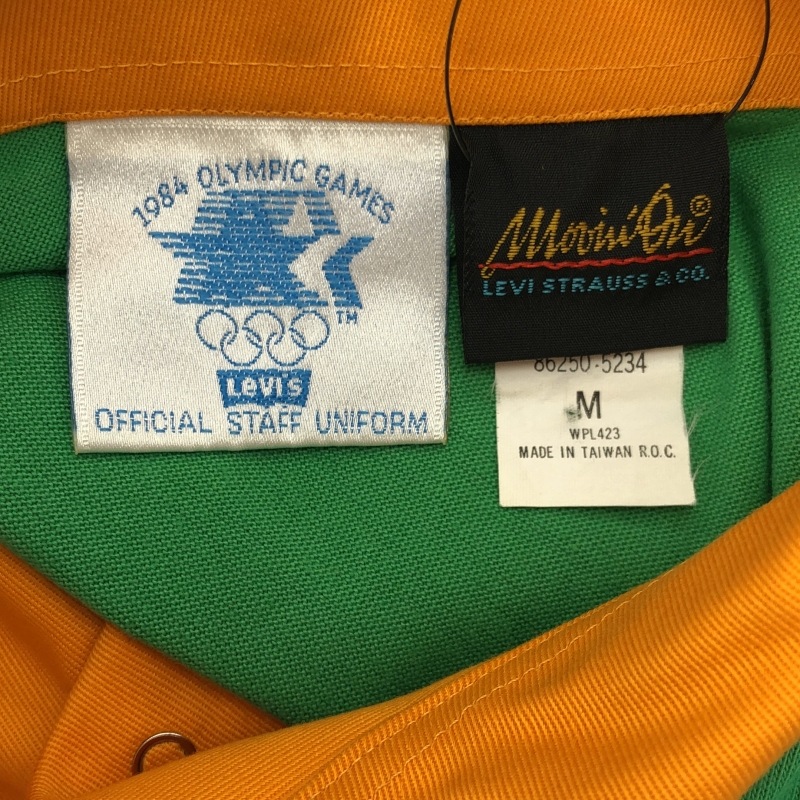 1984 OLYMPIC GAMES
TM
Levi's
OFFICIAL STAFF UNIFORM
Movin' On®
LEVI STRAUSS & CO.
86250-5234
M
WPL423
MADE IN TAIWAN R.O.C.